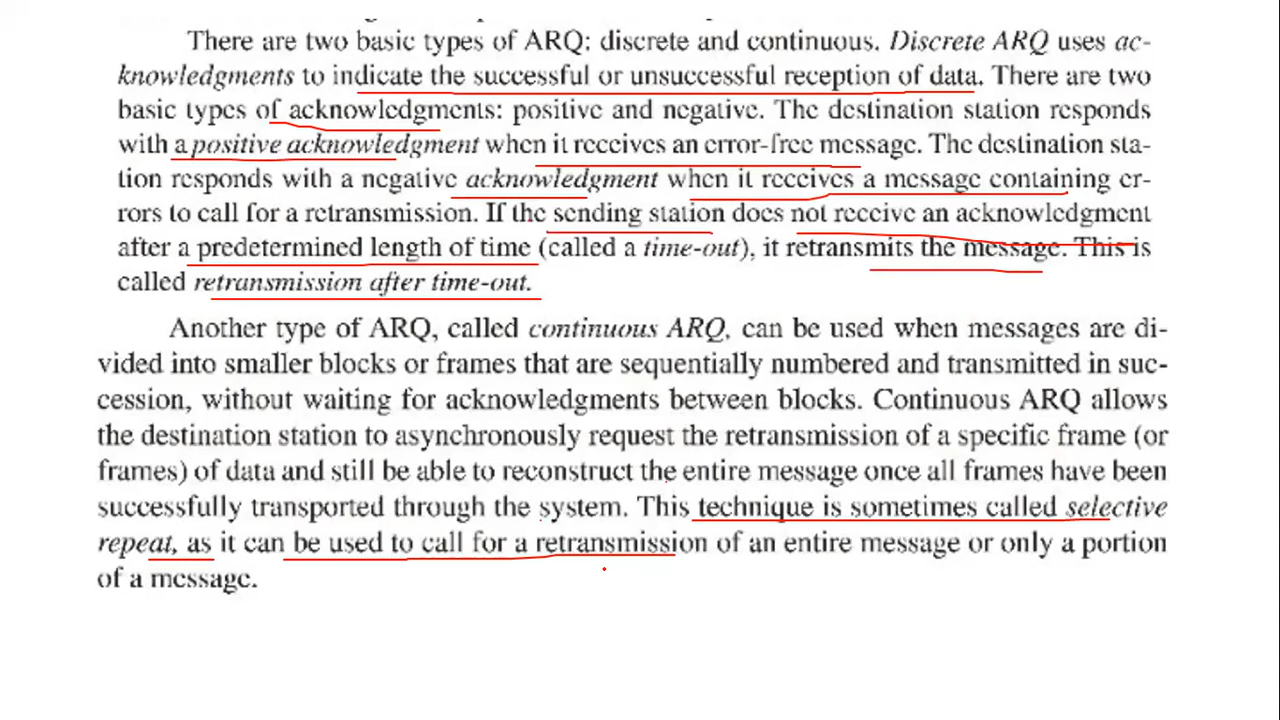 There are two basic types of ARQ: discrete and continuous. Discrete ARQ uses ac-
knowledgments to indicate the successful or unsuccessful reception of data. There are two
basic types of acknowledgments: positive and negative. The destination station responds
with a positive acknowledgment when it receives an error-free message. The destination sta-
tion responds with a negative acknowledgment when it receives a message containing er-
rors to call for a retransmission. If the sending station does not receive an acknowledgment
after a predetermined length of time (called a time-out), it retransmits the message. This is
called retransmission after time-out.
Another type of ARQ, called continuous ARQ, can be used when messages are di-
vided into smaller blocks or frames that are sequentially numbered and transmitted in suc-
cession, without waiting for acknowledgments between blocks. Continuous ARQ allows
the destination station to asynchronously request the retransmission of a specific frame (or
frames) of data and still be able to reconstruct the entire message once all frames have been
successfully transported through the system. This technique is sometimes called selective
repeat, as it can be used to call for a retransmission of an entire message or only a portion
of a message.